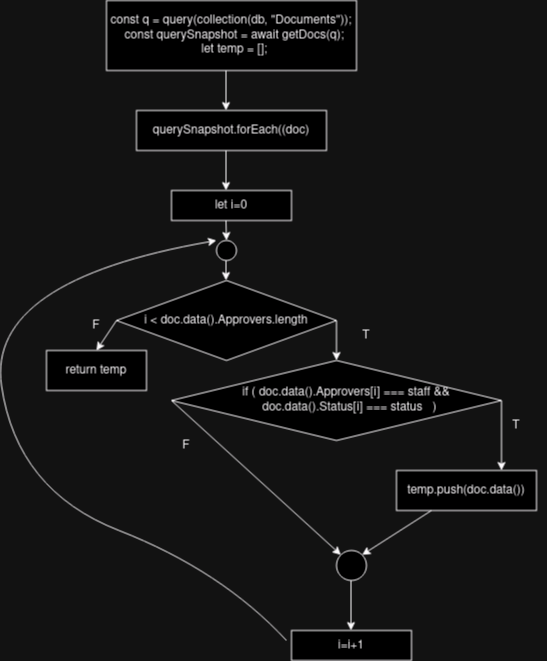 const q = query(collection(db, "Documents"));
const querySnapshot = await getDocs(q);
let temp = [];
querySnapshot.forEach((doc)
let i=0
i < doc.data().Approvers.length
F
T
return temp
if ( doc.data().Approvers[i] === staff &&
doc.data().Status[i] === status )
F
T
temp.push(doc.data())
i=i+1